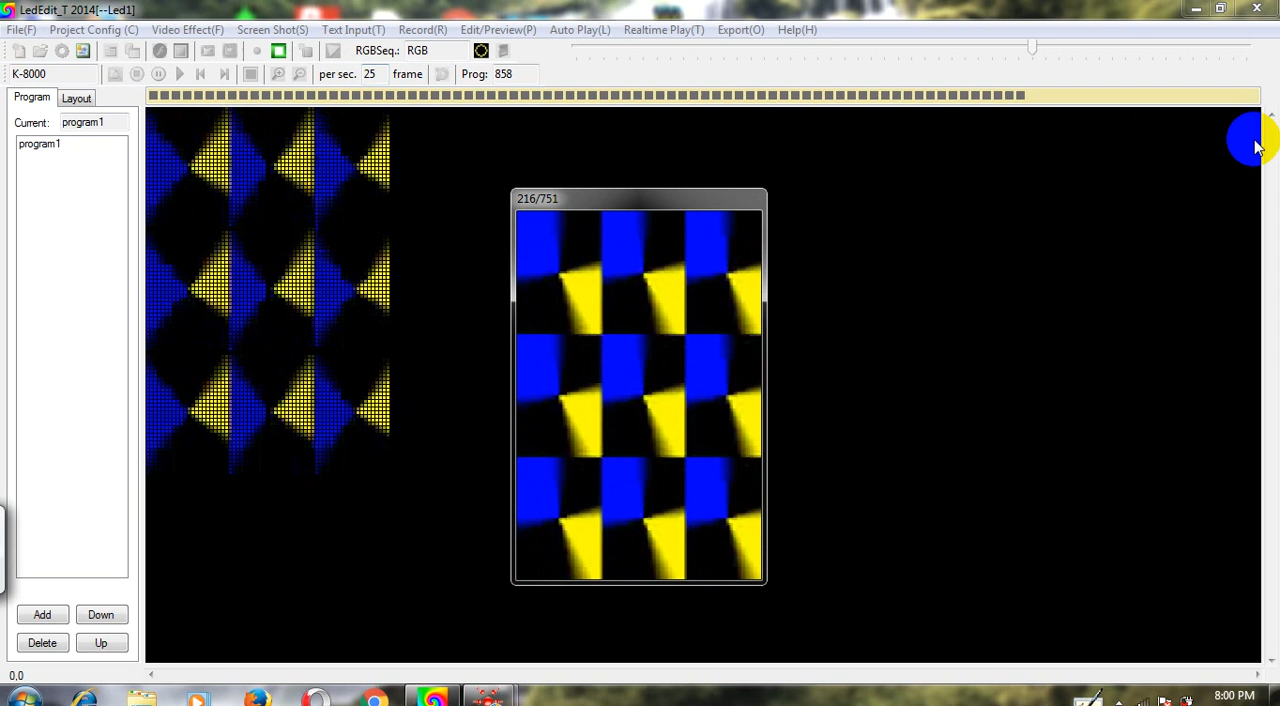 LedEdit_T 2014[--Led1]
File(F) Project Config (C) Video Effect(F) Screen Shot(S) Text Input(T) Record(R) Edit/Preview(P) Auto Play(L) Realtime Play(T) Export(O) Help(H)
RGBSeq.: RGB
K-8000 per sec. 25 frame Prog: 858
Program Layout
Current: program1
program1
216/751
Add Down
Delete Up
0,0
8:00 PM